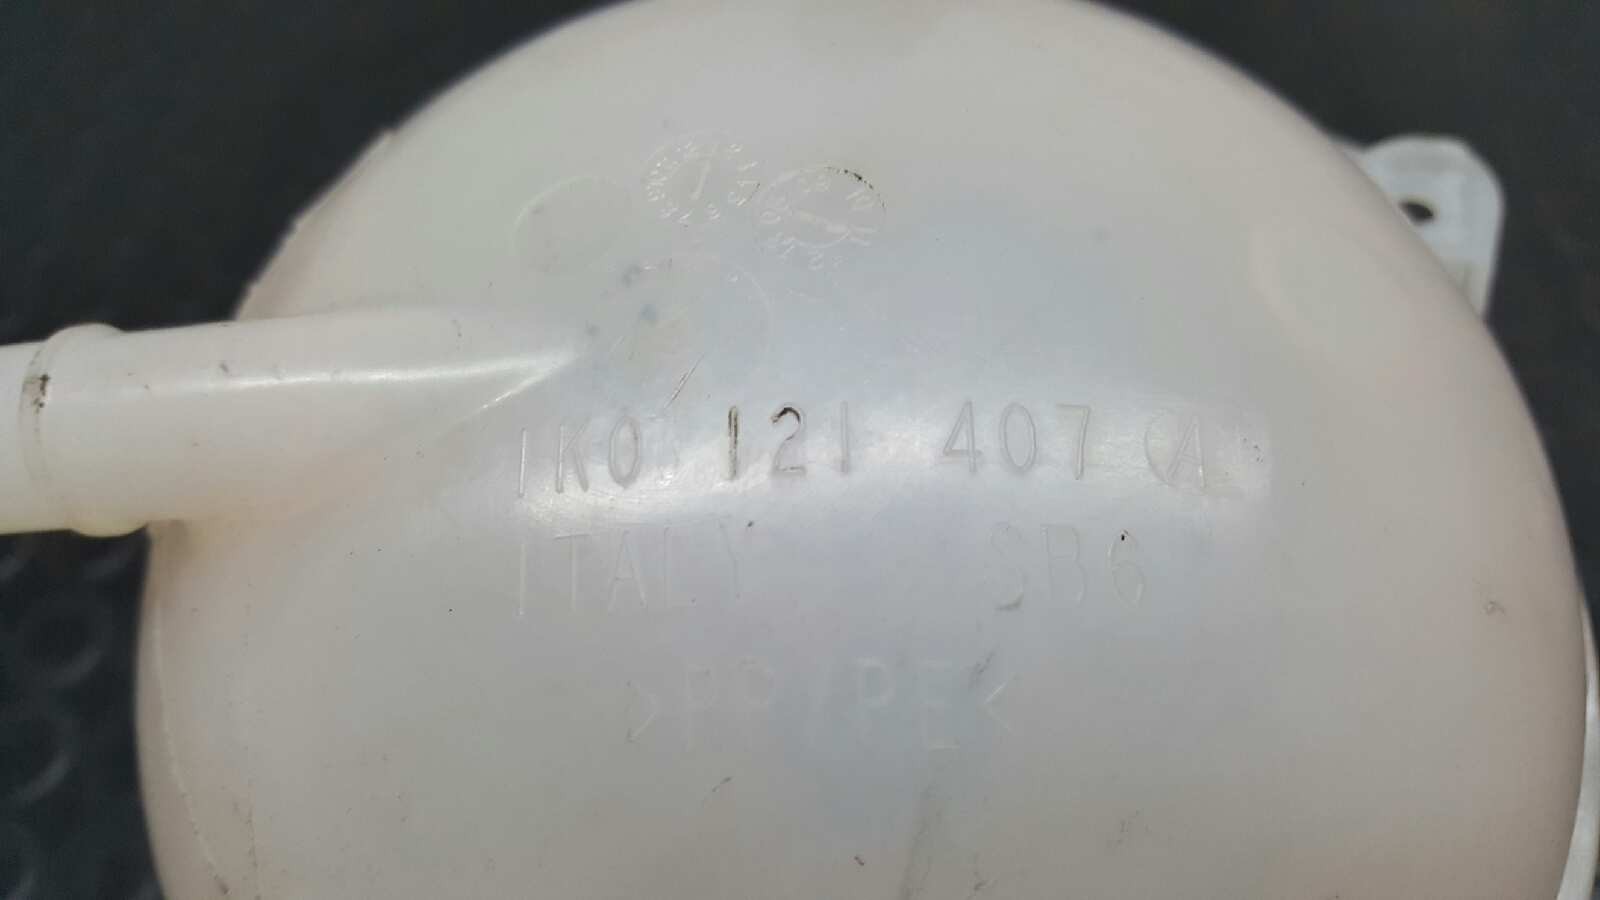 1K0 121 407 A
ITALY SB6
>PP/PE<